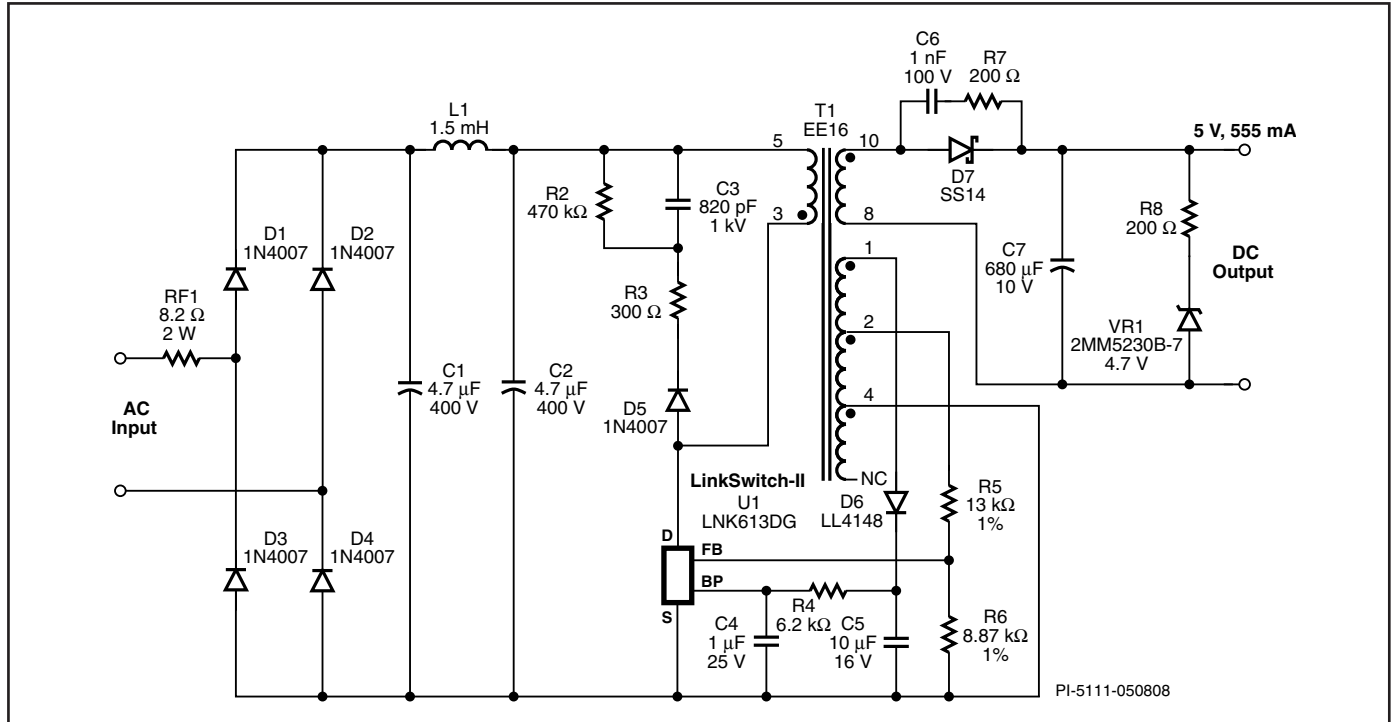 C6
1 nF
100 V
R7
200 Ω
L1
1.5 mH
T1
EE16
5
10
5 V, 555 mA
D7
SS14
R2
470 kΩ
C3
820 pF
1 kV
3
8
R8
200 Ω
D1
1N4007
D2
1N4007
1
C7
680 µF
10 V
DC
Output
R3
300 Ω
RF1
8.2 Ω
2 W
2
VR1
2MM5230B-7
4.7 V
C1
4.7 µF
400 V
C2
4.7 µF
400 V
4
AC
Input
D5
1N4007
NC
LinkSwitch-II
U1
LNK613DG
D6
LL4148
R5
13 kΩ
1%
D3
1N4007
D4
1N4007
D
FB
BP
S
R4
6.2 kΩ
C4
1 µF
25 V
C5
10 µF
16 V
R6
8.87 kΩ
1%
PI-5111-050808